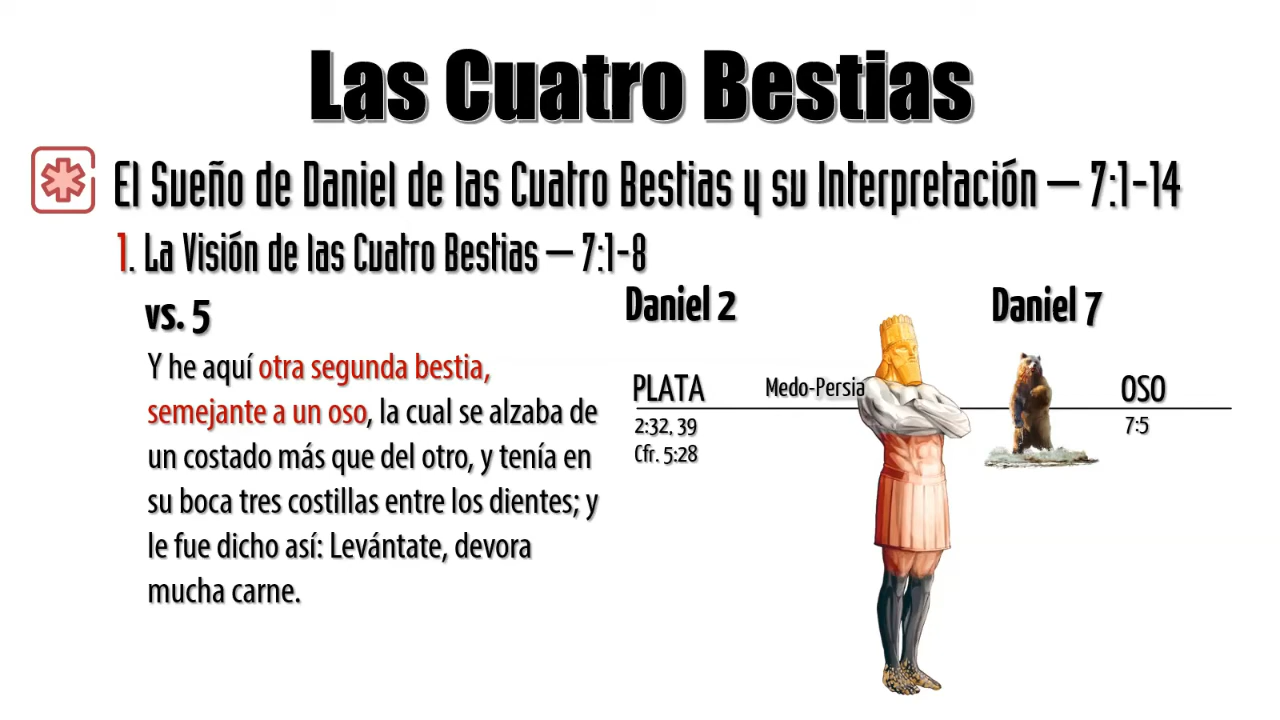 Las Cuatro Bestias
El Sueño de Daniel de las Cuatro Bestias y su Interpretación — 7:1-14
1. La Visión de las Cuatro Bestias — 7:1-8
vs. 5
Y he aquí otra segunda bestia,
semejante a un oso, la cual se alzaba de
un costado más que del otro, y tenía en
su boca tres costillas entre los dientes; y
le fue dicho así: Levántate, devora
mucha carne.
Daniel 2
Daniel 7
PLATA
Medo-Persia
OSO
2:32, 39
Cfr. 5:28
7:5